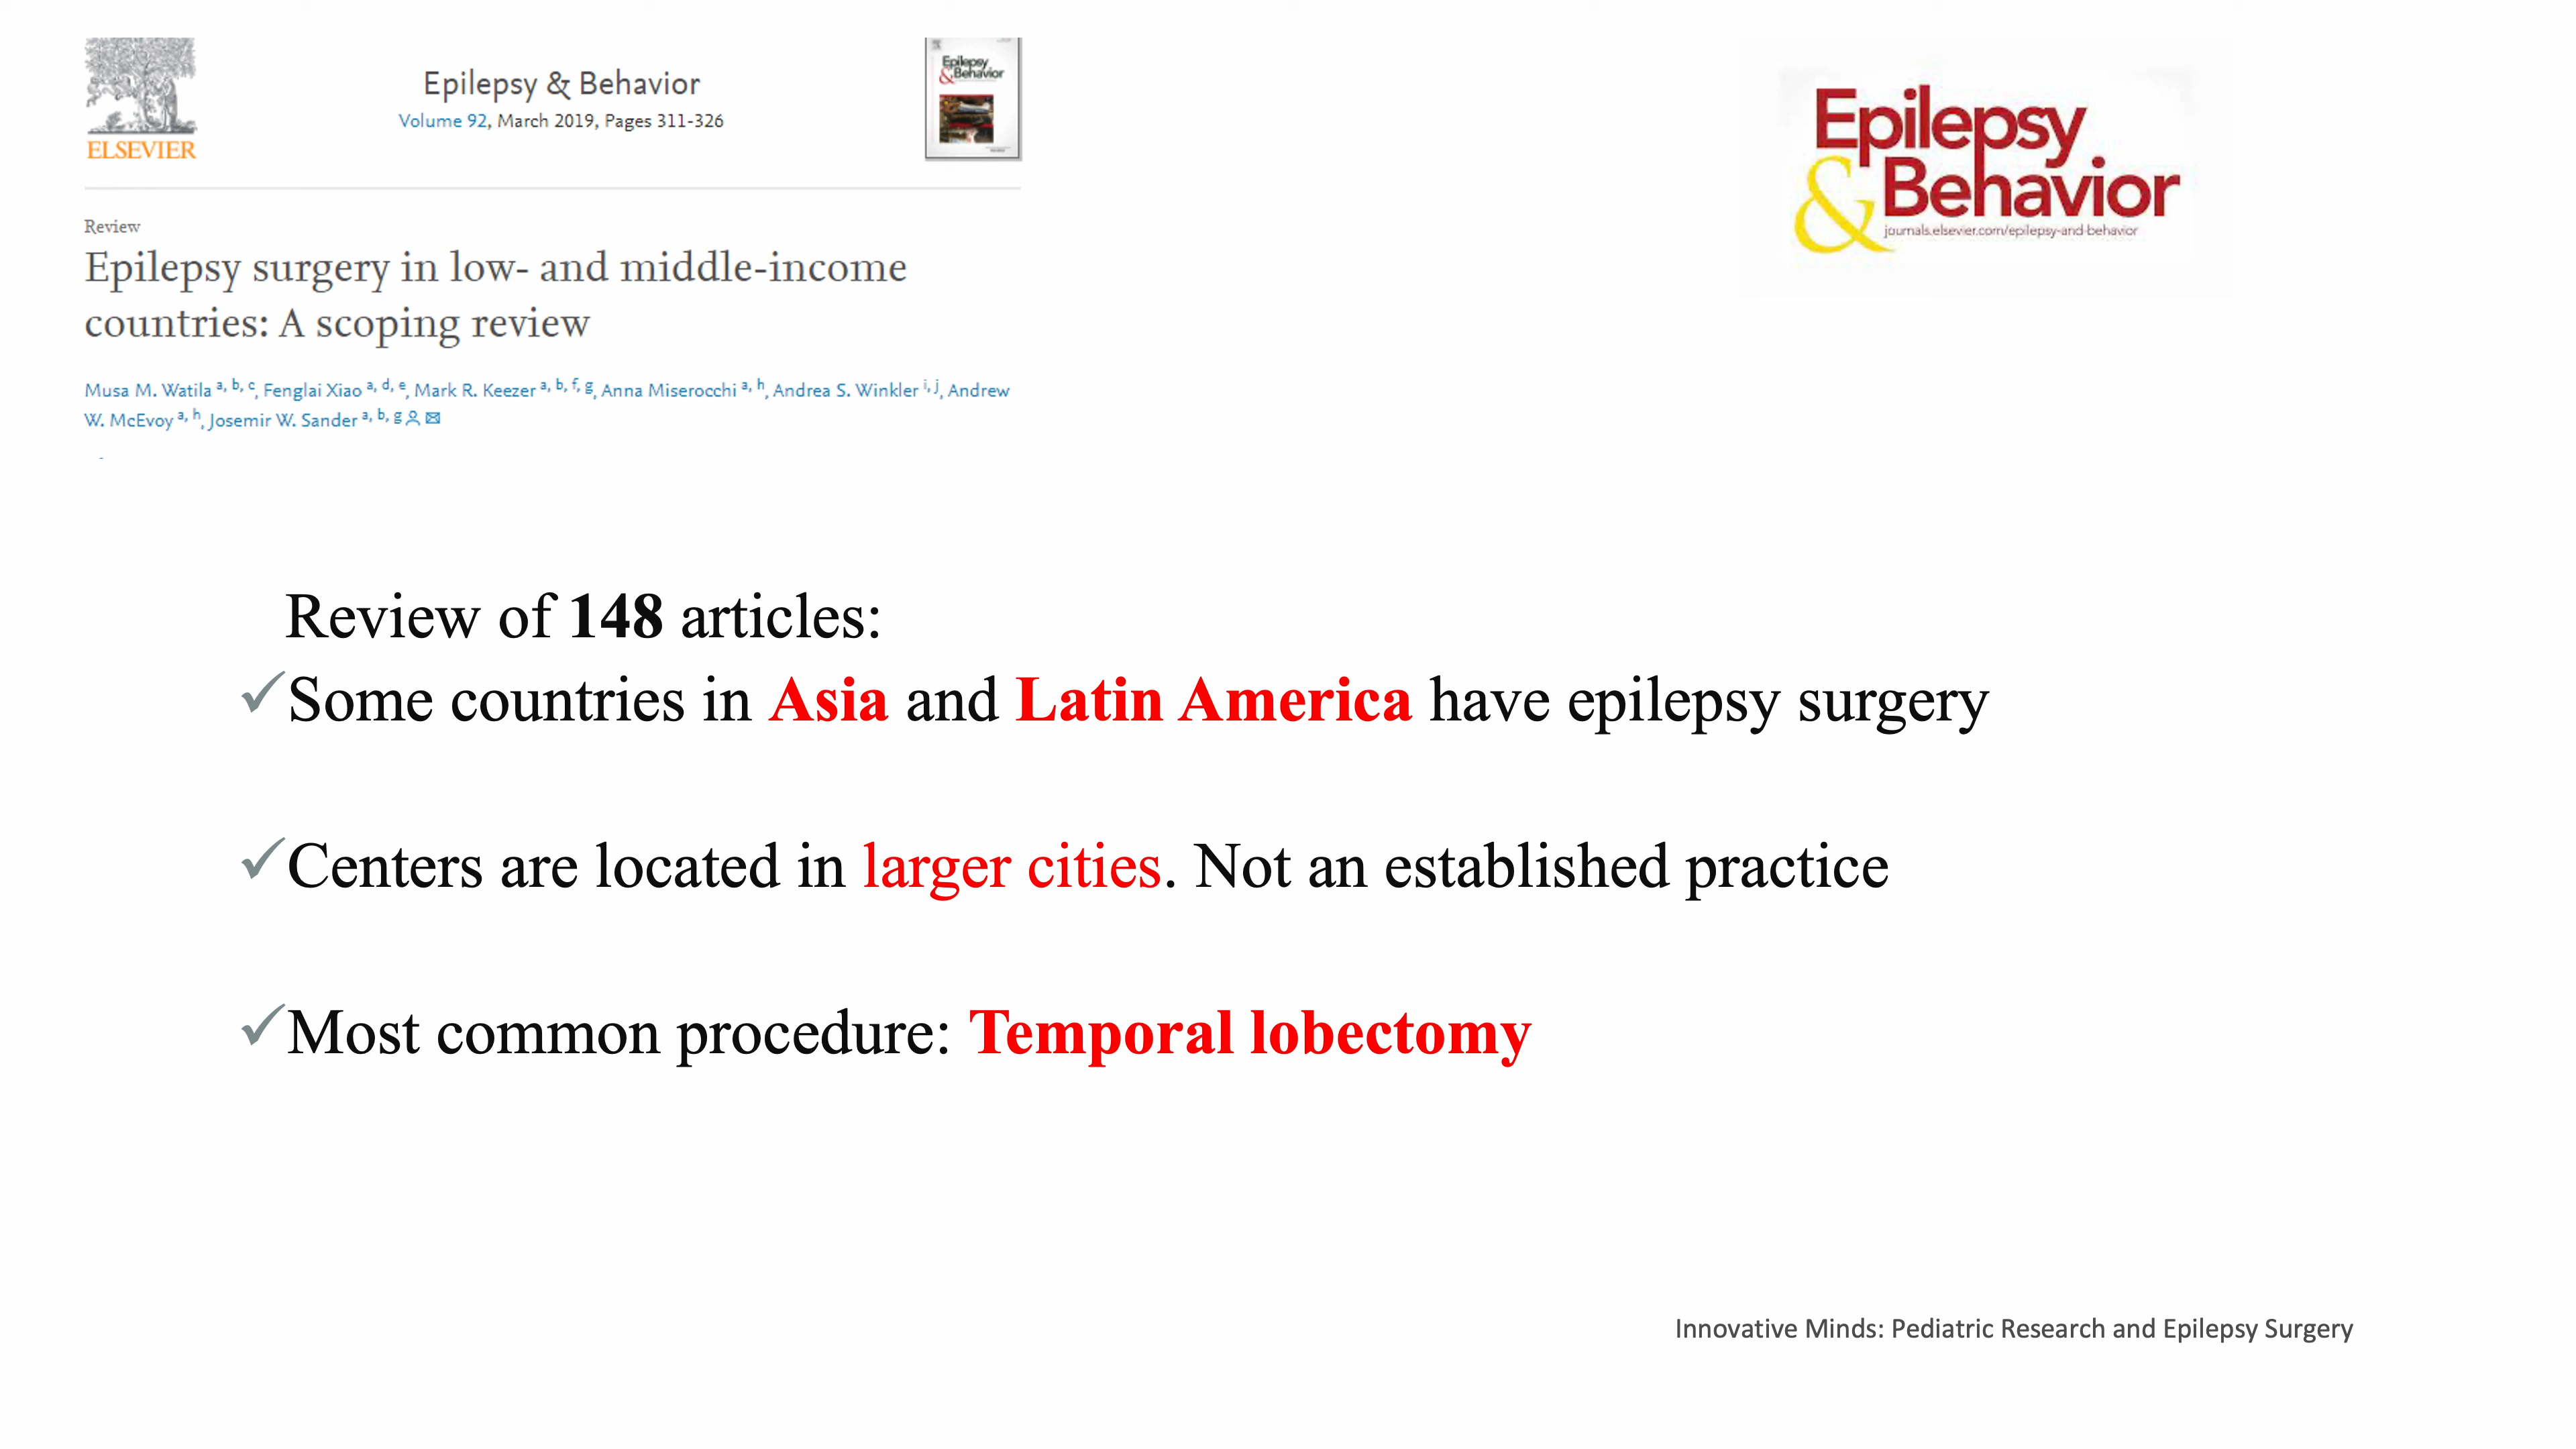 ELSEVIER
Epilepsy & Behavior
Volume 92, March 2019, Pages 311-326
Epilepsy
& Behavior
Epilepsy
& Behavior
journals.elsevier.com/epilepsy-and-behavior
Review
Epilepsy surgery in low- and middle-income
countries: A scoping review
Musa M. Watila a, b, c, Fenglai Xiao a, d, e, Mark R. Keezer a, b, f, g, Anna Miserocchi a, h, Andrea S. Winkler i, j, Andrew
W. McEvoy a, h, Josemir W. Sander a, b, g
Review of 148 articles:
✓Some countries in Asia and Latin America have epilepsy surgery
✓Centers are located in larger cities. Not an established practice
✓Most common procedure: Temporal lobectomy
Innovative Minds: Pediatric Research and Epilepsy Surgery